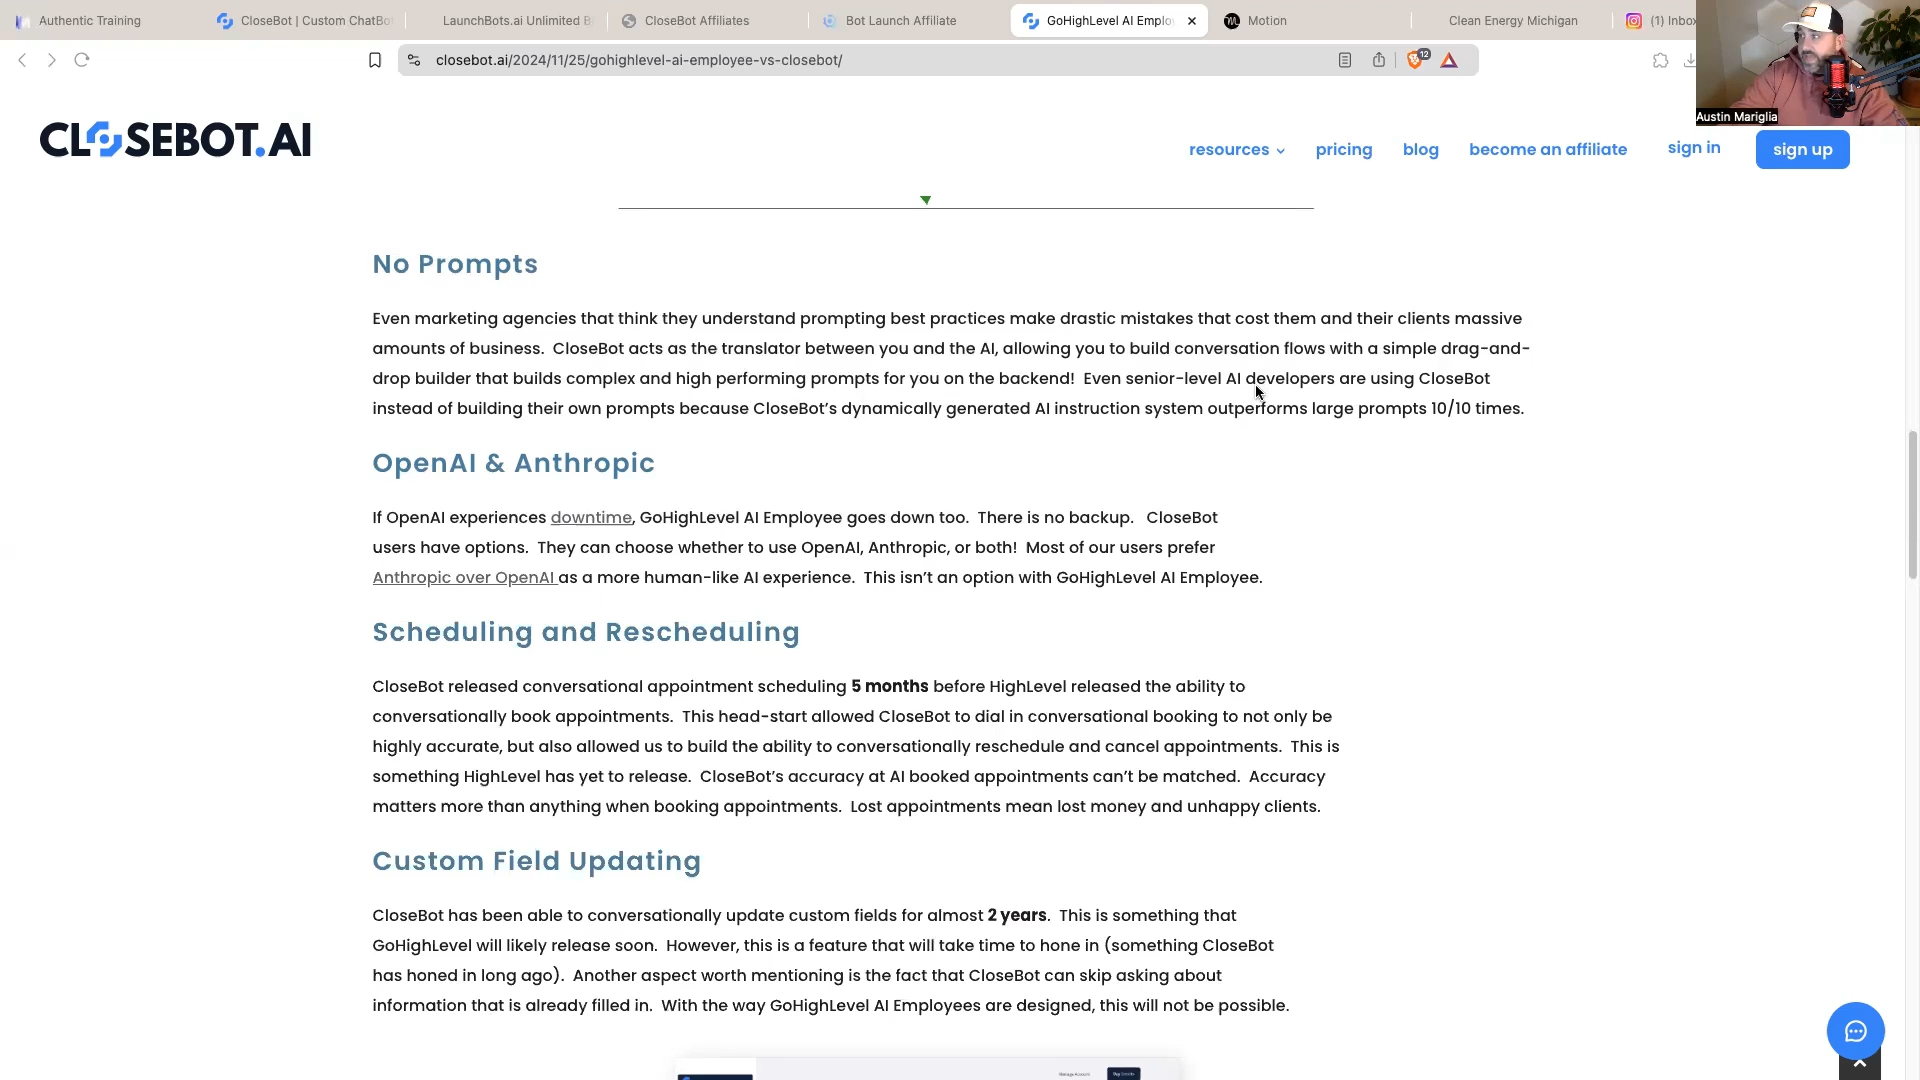 Authentic Training
CloseBot | Custom ChatBot
LaunchBots.ai Unlimited B
CloseBot Affiliates
Bot Launch Affiliate
GoHighLevel AI Emplo
Motion
Clean Energy Michigan
(1) Inbox
closebot.ai/2024/11/25/gohighlevel-ai-employee-vs-closebot/
12
Austin Mariglia
CLOSEBOT.AI
resources
pricing
blog
become an affiliate
sign in
sign up
No Prompts
Even marketing agencies that think they understand prompting best practices make drastic mistakes that cost them and their clients massive
amounts of business. CloseBot acts as the translator between you and the AI, allowing you to build conversation flows with a simple drag-and-
drop builder that builds complex and high performing prompts for you on the backend! Even senior-level AI developers are using CloseBot
instead of building their own prompts because CloseBot's dynamically generated AI instruction system outperforms large prompts 10/10 times.
OpenAI & Anthropic
If OpenAI experiences downtime, GoHighLevel AI Employee goes down too. There is no backup. CloseBot
users have options. They can choose whether to use OpenAI, Anthropic, or both! Most of our users prefer
Anthropic over OpenAI as a more human-like AI experience. This isn't an option with GoHighLevel AI Employee.
Scheduling and Rescheduling
CloseBot released conversational appointment scheduling 5 months before HighLevel released the ability to
conversationally book appointments. This head-start allowed CloseBot to dial in conversational booking to not only be
highly accurate, but also allowed us to build the ability to conversationally reschedule and cancel appointments. This is
something HighLevel has yet to release. CloseBot's accuracy at AI booked appointments can't be matched. Accuracy
matters more than anything when booking appointments. Lost appointments mean lost money and unhappy clients.
Custom Field Updating
CloseBot has been able to conversationally update custom fields for almost 2 years. This is something that
GoHighLevel will likely release soon. However, this is a feature that will take time to hone in (something CloseBot
has honed in long ago). Another aspect worth mentioning is the fact that CloseBot can skip asking about
information that is already filled in. With the way GoHighLevel AI Employees are designed, this will not be possible.